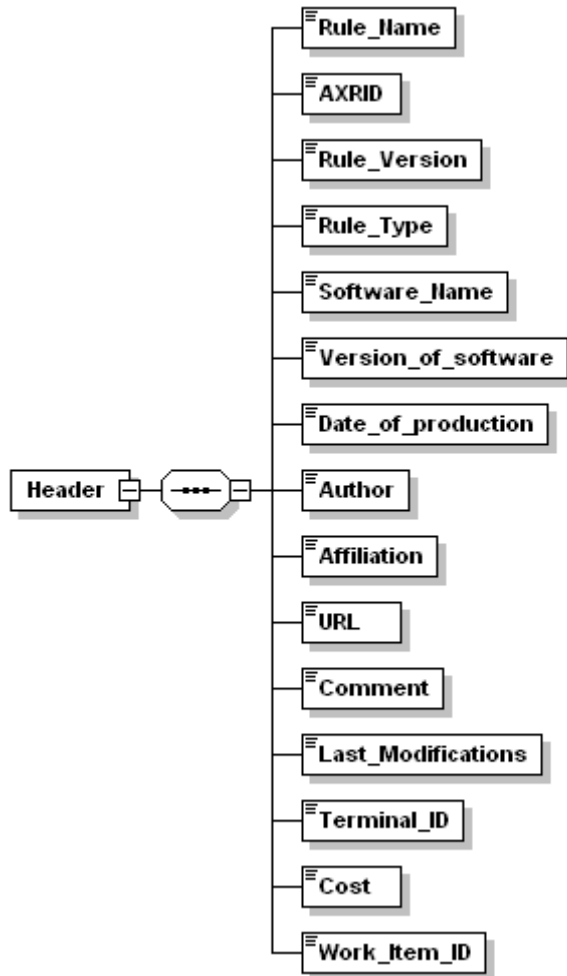 Rule_Name
AXRID
Rule_Version
Rule_Type
Software_Name
Version_of_software
Date_of_production
Header
Author
Affiliation
URL
Comment
Last_Modifications
Terminal_ID
Cost
Work_Item_ID